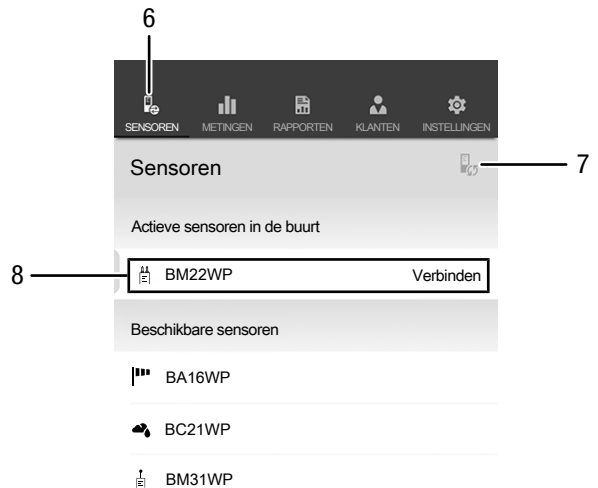 6
SENSOREN METINGEN RAPPORTEN KLANTEN INSTELLINGEN
Sensoren 7
Actieve sensoren in de buurt
8 BM22WP Verbinden
Beschikbare sensoren
BA16WP
BC21WP
BM31WP